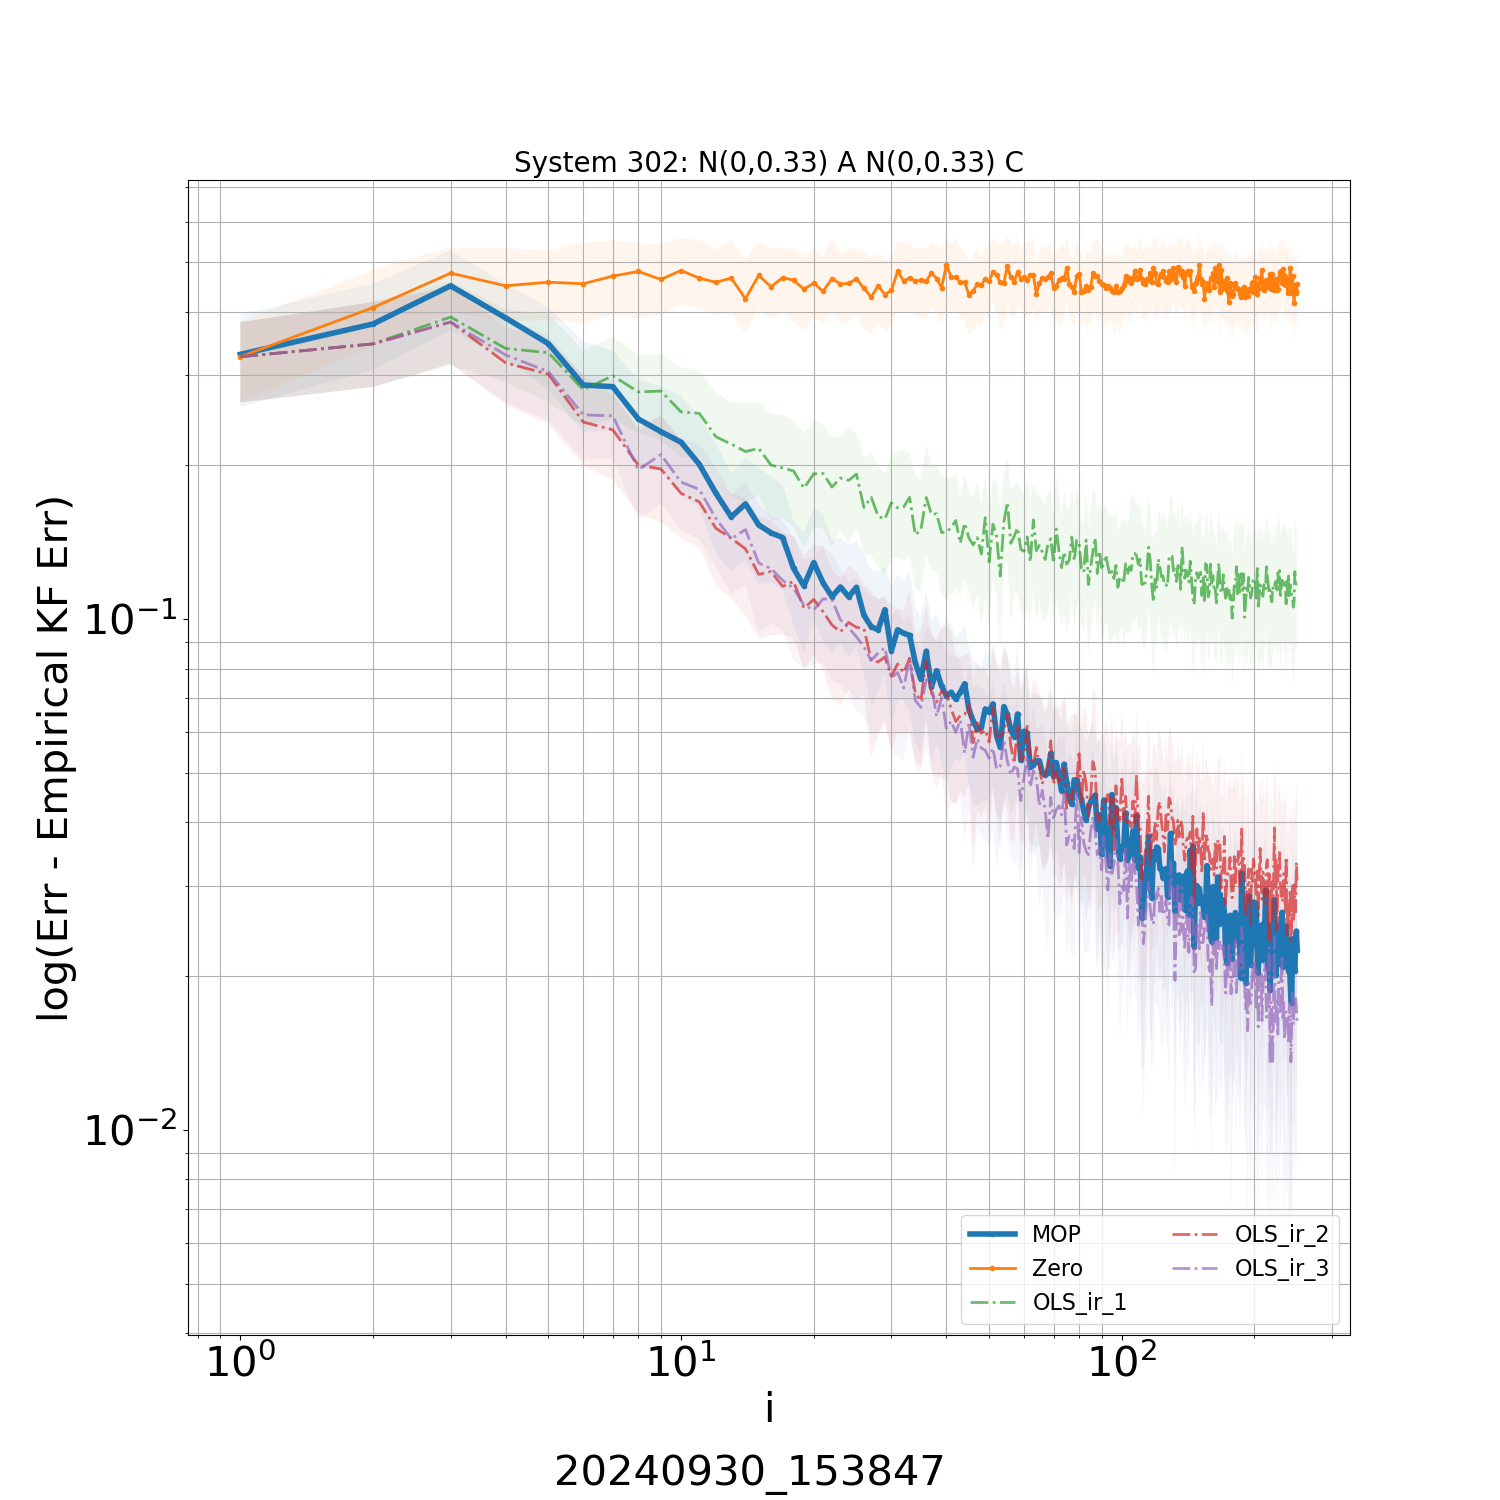 System 302: N(0,0.33) A N(0,0.33) C
log(Err - Empirical KF Err)
10⁻¹
10⁻²
MOP
Zero
OLS_ir_1
OLS_ir_2
OLS_ir_3
10⁰
10¹
10²
i
20240930_153847